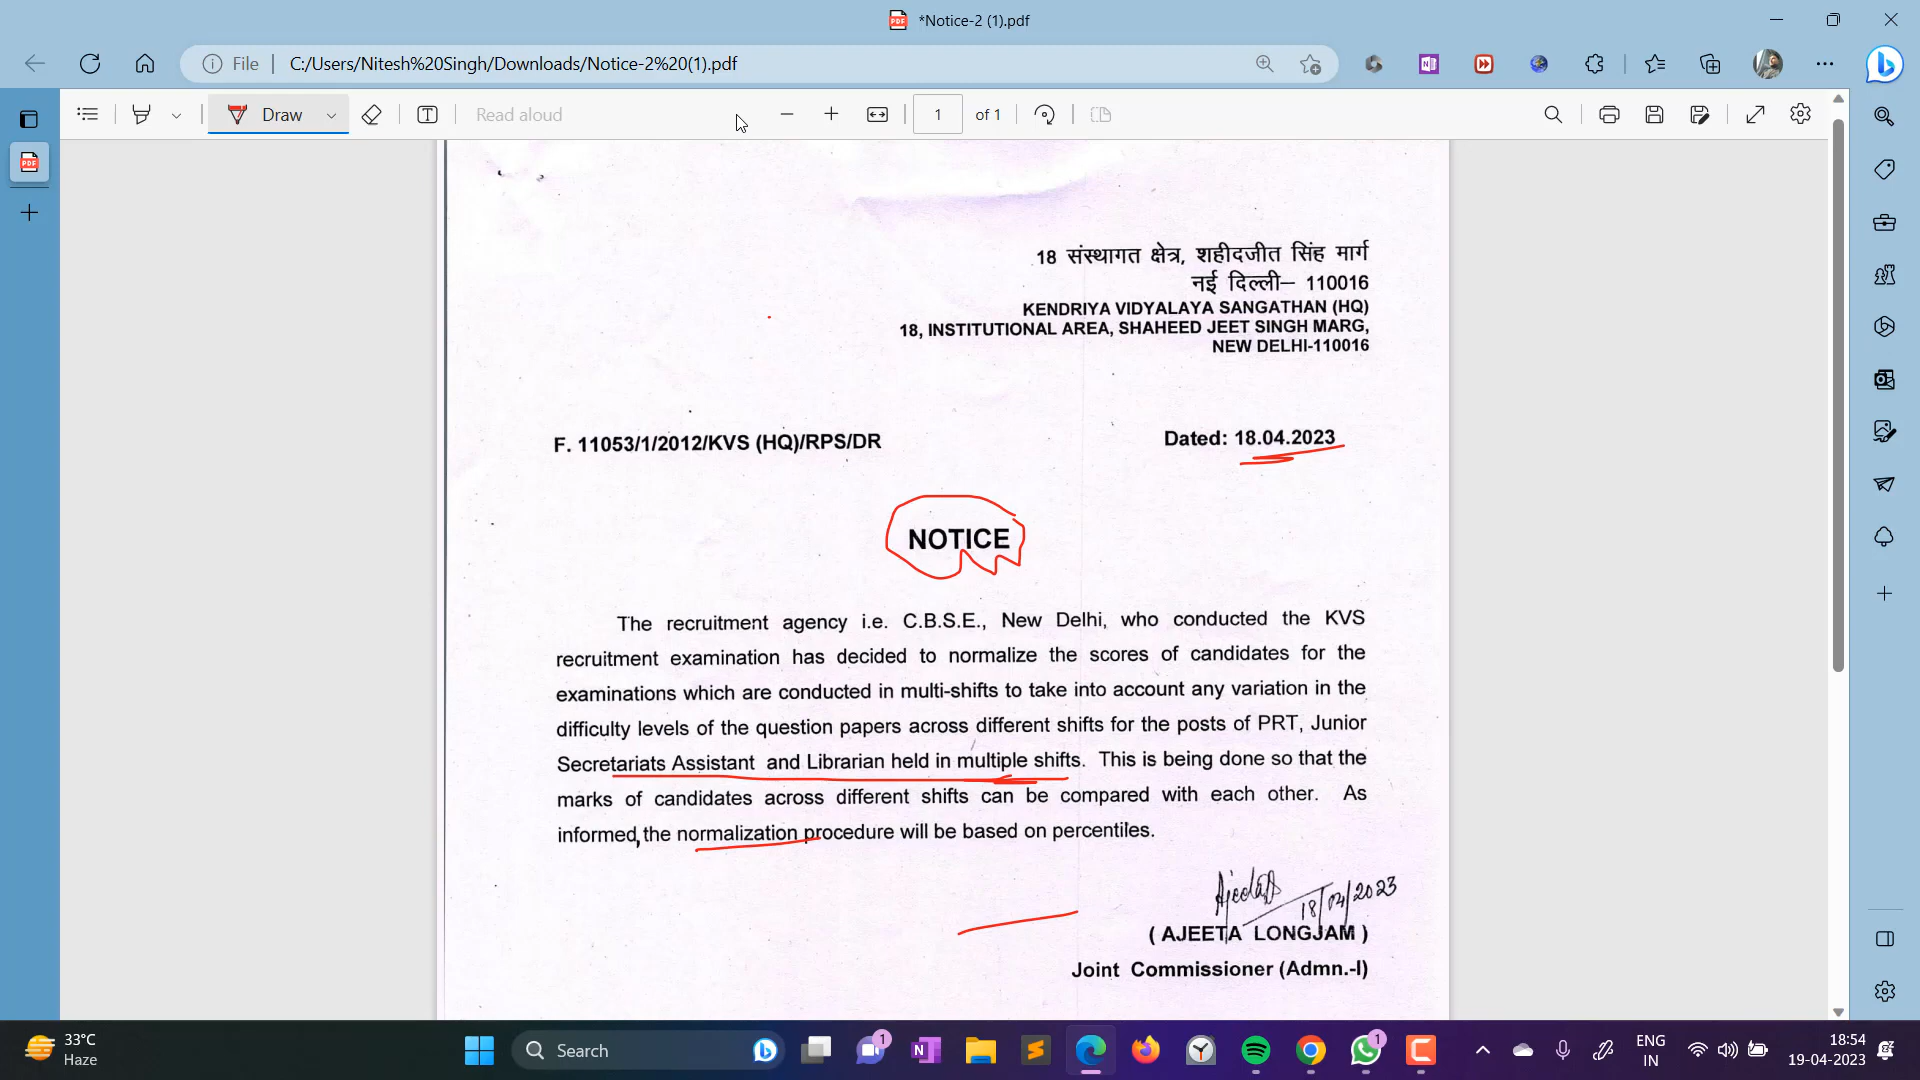 *Notice-2 (1).pdf
File
C:/Users/Nitesh%20Singh/Downloads/Notice-2%20(1).pdf
Draw
Read aloud
1 of 1
18 संस्थागत क्षेत्र, शहीदजीत सिंह मार्ग
नई दिल्ली– 110016
KENDRIYA VIDYALAYA SANGATHAN (HQ)
18, INSTITUTIONAL AREA, SHAHEED JEET SINGH MARG,
NEW DELHI-110016
F. 11053/1/2012/KVS (HQ)/RPS/DR
Dated: 18.04.2023
NOTICE
The recruitment agency i.e. C.B.S.E., New Delhi, who conducted the KVS
recruitment examination has decided to normalize the scores of candidates for the
examinations which are conducted in multi-shifts to take into account any variation in the
difficulty levels of the question papers across different shifts for the posts of PRT, Junior
Secretariats Assistant and Librarian held in multiple shifts. This is being done so that the
marks of candidates across different shifts can be compared with each other. As
informed, the normalization procedure will be based on percentiles.
18/04/2023
( AJEETA LONGJAM )
Joint Commissioner (Admn.-I)
33°C
Haze
Search
1
1
ENG
IN
18:54
19-04-2023